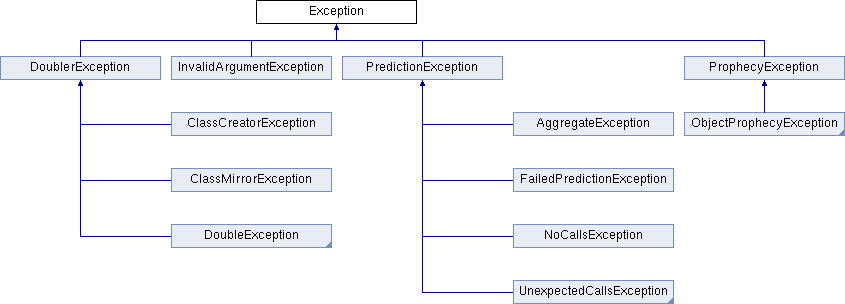 Exception
DoublerException
InvalidArgumentException
PredictionException
ProphecyException
ClassCreatorException
AggregateException
ObjectProphecyException
ClassMirrorException
FailedPredictionException
DoubleException
NoCallsException
UnexpectedCallsException